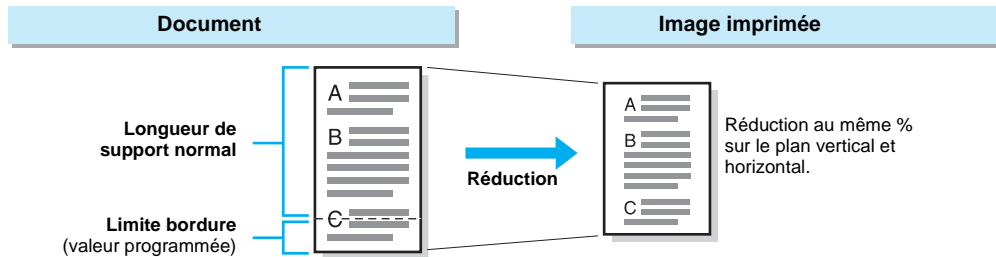 Document
Image imprimée
Longueur de
support normal
Limite bordure
(valeur programmée)
A
B
C
Réduction
A
B
C
Réduction au même %
sur le plan vertical et
horizontal.